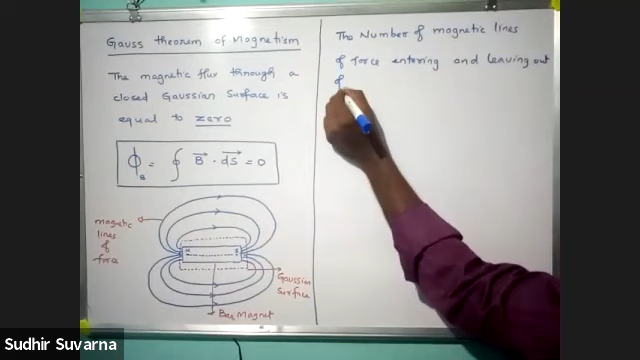 Gauss theorem of Magnetism
The magnetic flux through a
closed Gaussian Surface is
equal to zero
ϕ_B = ∮ B⃗ · dS⃗ = 0
magnetic
lines
of
force
N S
Gaussian
Surface
Bar Magnet
The Number of magnetic lines
of force entering and leaving out
of
Sudhir Suvarna